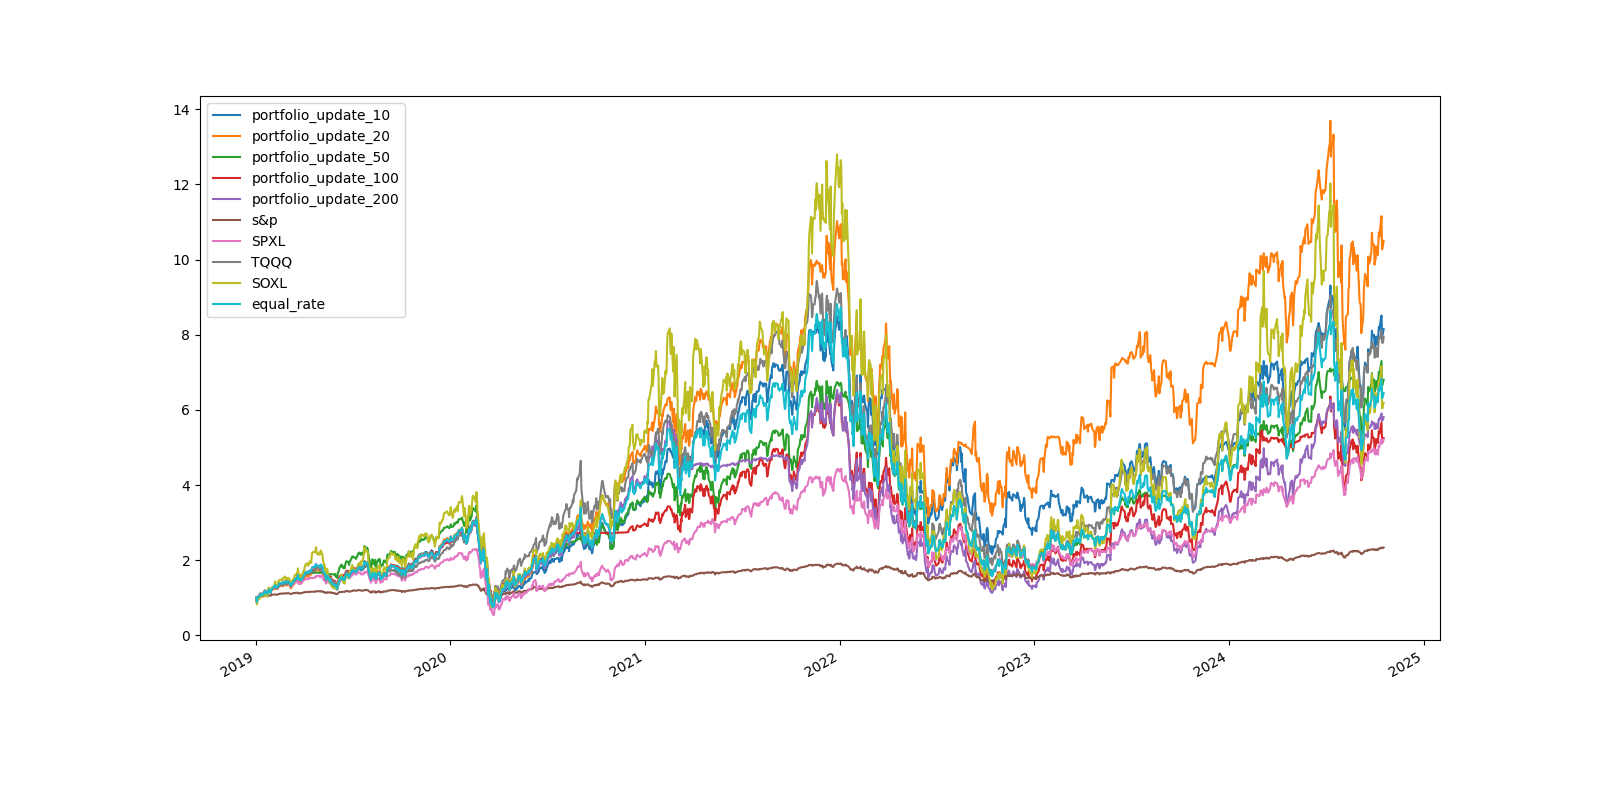 14
12
10
8
6
4
2
0
portfolio_update_10
portfolio_update_20
portfolio_update_50
portfolio_update_100
portfolio_update_200
s&p
SPXL
TQQQ
SOXL
equal_rate
2019
2020
2021
2022
2023
2024
2025